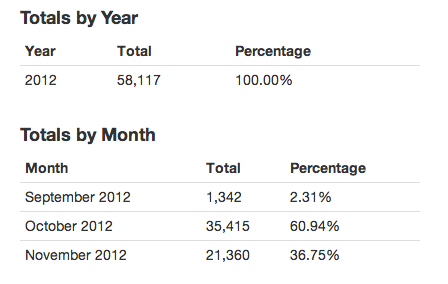 Totals by Year
Year Total Percentage
2012 58,117 100.00%
Totals by Month
Month Total Percentage
September 2012 1,342 2.31%
October 2012 35,415 60.94%
November 2012 21,360 36.75%